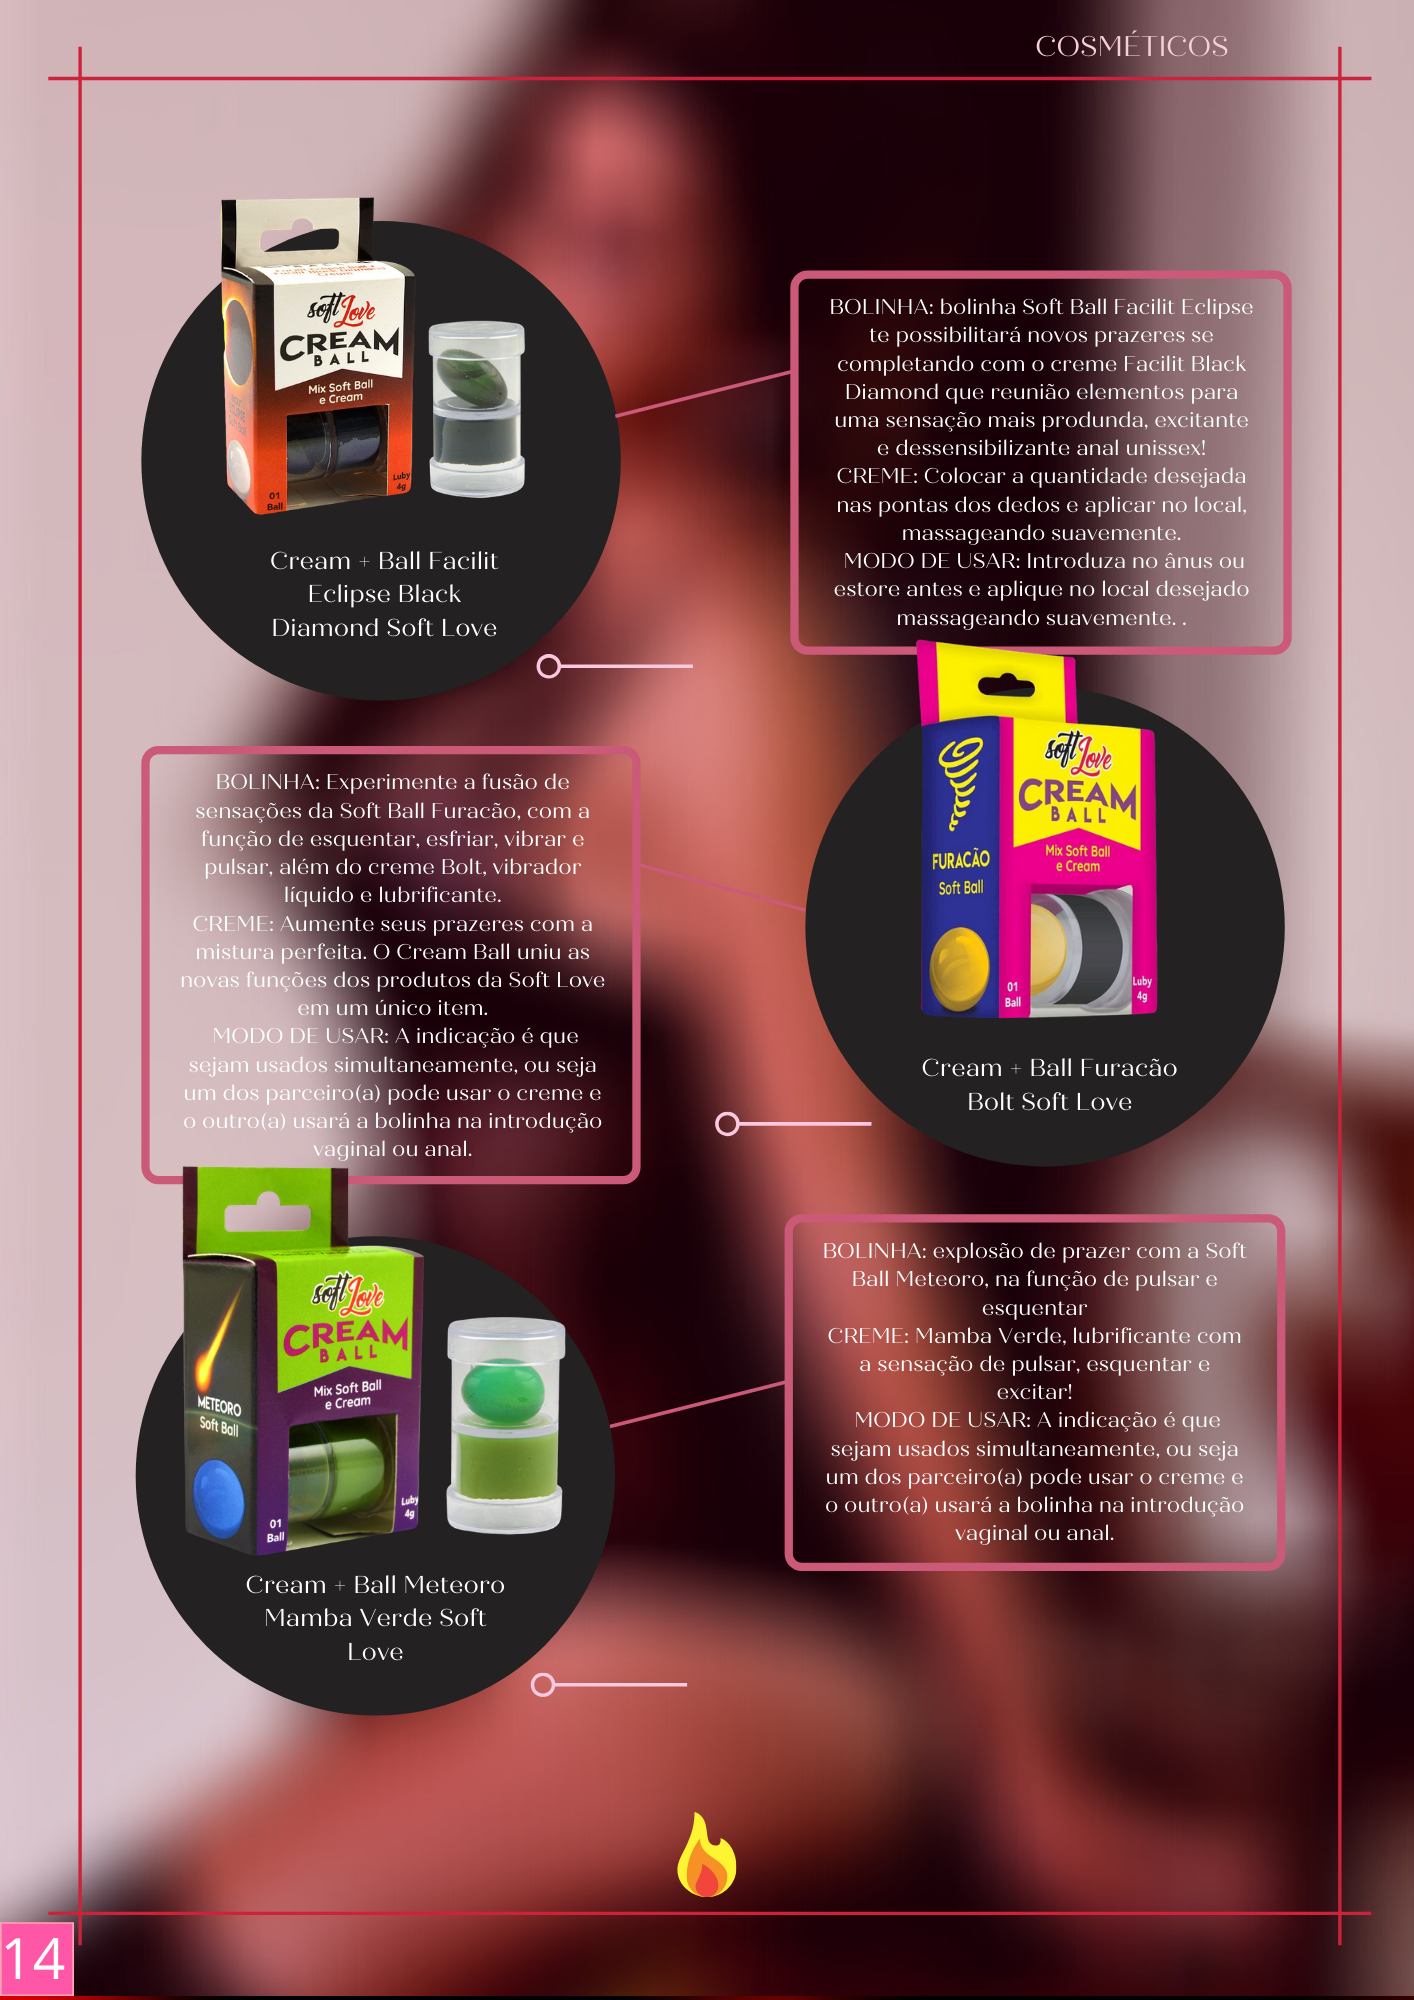 COSMÉTICOS
soft Love
CREAM
BALL
Mix Soft Ball
e Cream
01
Ball
Luby
4g
Cream + Ball Facilit
Eclipse Black
Diamond Soft Love
BOLINHA: bolinha Soft Ball Facilit Eclipse
te possibilitará novos prazeres se
completando com o creme Facilit Black
Diamond que reunião elementos para
uma sensação mais produnda, excitante
e dessensibilizante anal unissex!
CREME: Colocar a quantidade desejada
nas pontas dos dedos e aplicar no local,
massageando suavemente.
MODO DE USAR: Introduza no ânus ou
estore antes e aplique no local desejado
massageando suavemente. .
BOLINHA: Experimente a fusão de
sensações da Soft Ball Furacão, com a
função de esquentar, esfriar, vibrar e
pulsar, além do creme Bolt, vibrador
líquido e lubrificante.
CREME: Aumente seus prazeres com a
mistura perfeita. O Cream Ball uniu as
novas funções dos produtos da Soft Love
em um único item.
MODO DE USAR: A indicação é que
sejam usados simultaneamente, ou seja
um dos parceiro(a) pode usar o creme e
o outro(a) usará a bolinha na introdução
vaginal ou anal.
soft Love
CREAM
BALL
Mix Soft Ball
e Cream
FURACÃO
Soft Ball
01
Ball
Luby
4g
Cream + Ball Furacão
Bolt Soft Love
soft Love
CREAM
BALL
Mix Soft Ball
e Cream
METEORO
Soft Ball
01
Ball
Luby
4g
Cream + Ball Meteoro
Mamba Verde Soft
Love
BOLINHA: explosão de prazer com a Soft
Ball Meteoro, na função de pulsar e
esquentar
CREME: Mamba Verde, lubrificante com
a sensação de pulsar, esquentar e
excitar!
MODO DE USAR: A indicação é que
sejam usados simultaneamente, ou seja
um dos parceiro(a) pode usar o creme e
o outro(a) usará a bolinha na introdução
vaginal ou anal.
14